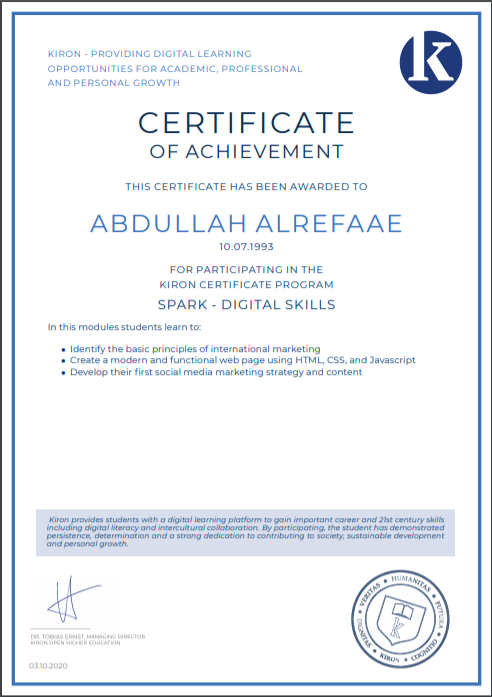 KIRON - PROVIDING DIGITAL LEARNING
OPPORTUNITIES FOR ACADEMIC, PROFESSIONAL
AND PERSONAL GROWTH
K
CERTIFICATE
OF ACHIEVEMENT
THIS CERTIFICATE HAS BEEN AWARDED TO
ABDULLAH ALREFAAE
10.07.1993
FOR PARTICIPATING IN THE
KIRON CERTIFICATE PROGRAM
SPARK - DIGITAL SKILLS
In this modules students learn to:
• Identify the basic principles of international marketing
• Create a modern and functional web page using HTML, CSS, and Javascript
• Develop their first social media marketing strategy and content
Kiron provides students with a digital learning platform to gain important career and 21st century skills
including digital literacy and intercultural collaboration. By participating, the student has demonstrated
persistence, determination and a strong dedication to contributing to society, sustainable development
and personal growth.
DR. TOBIAS ERNST, MANAGING DIRECTOR
KIRON OPEN HIGHER EDUCATION
03.10.2020
VERITAS • HUMANITAS • FUTURA • COGNITIO • KIRON • DIGNITAS
k